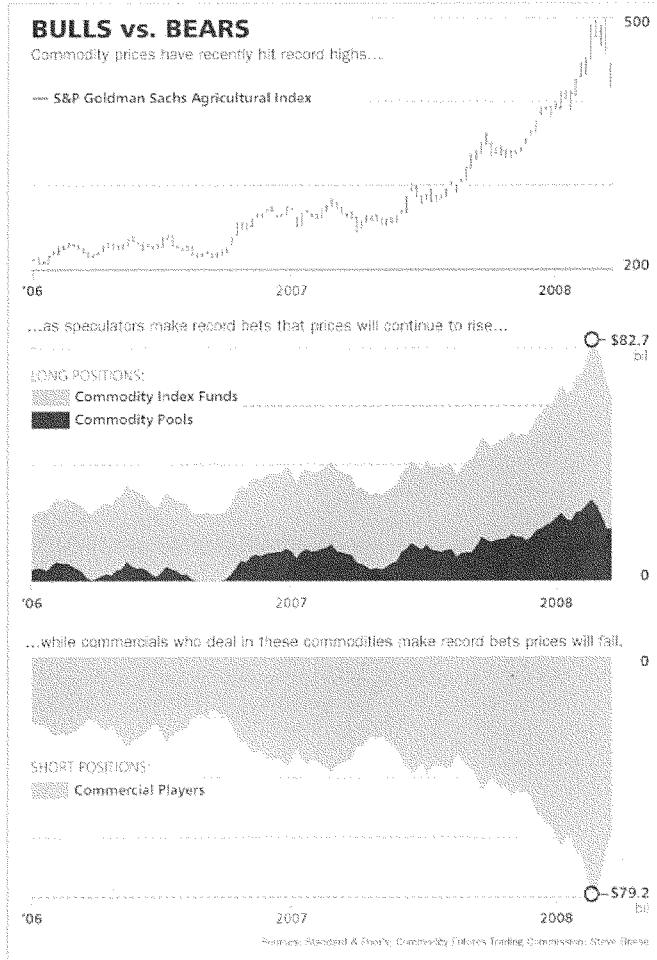 BULLS vs. BEARS
Commodity prices have recently hit record highs...
500
S&P Goldman Sachs Agricultural Index
200
'06 2007 2008
...as speculators make record bets that prices will continue to rise...
$82.7
bil
LONG POSITIONS:
Commodity Index Funds
Commodity Pools
0
'06 2007 2008
...while commercials who deal in these commodities make record bets prices will fall.
0
SHORT POSITIONS:
Commercial Players
$79.2
bil
'06 2007 2008
Sources: Standard & Poor's; Commodity Futures Trading Commission; Steve Briese